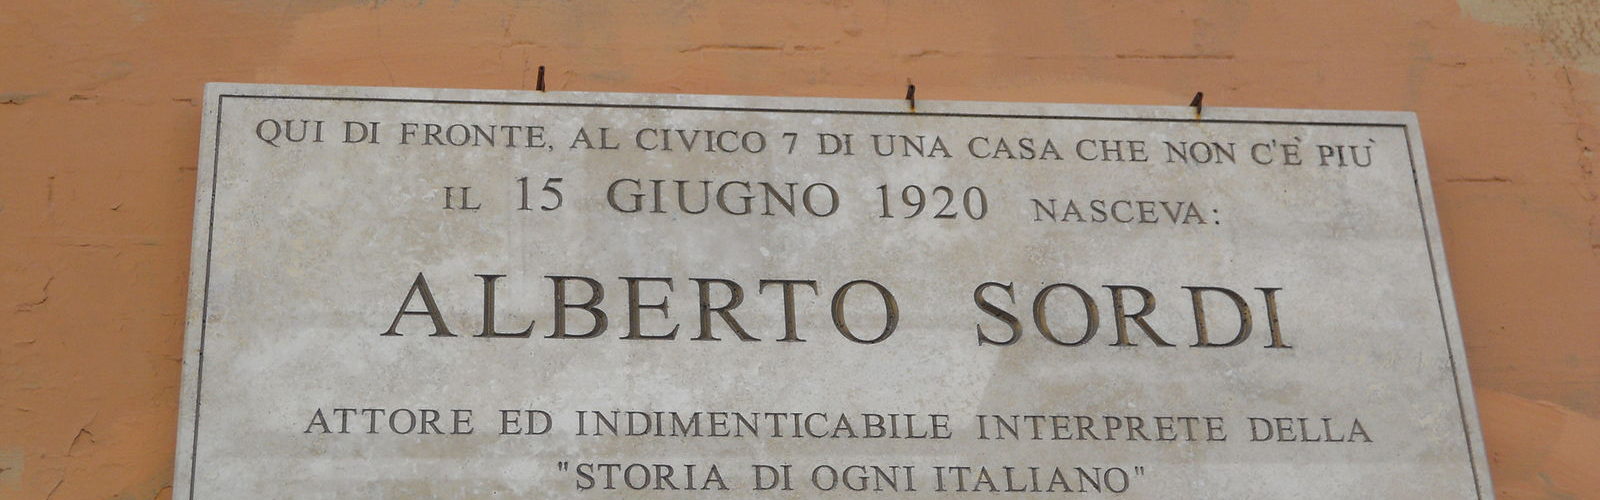 QUI DI FRONTE, AL CIVICO 7 DI UNA CASA CHE NON C'È PIÙ
IL 15 GIUGNO 1920 NASCEVA:
ALBERTO SORDI
ATTORE ED INDIMENTICABILE INTERPRETE DELLA
"STORIA DI OGNI ITALIANO"